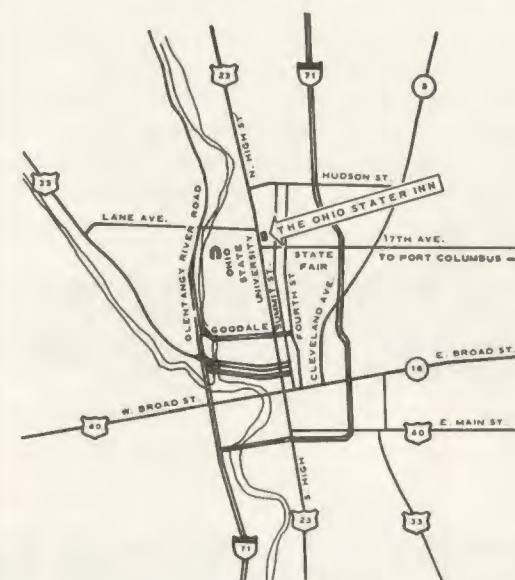 23
71
3
N. HIGH ST.
33
HUDSON ST.
THE OHIO STATER INN
LANE AVE.
17TH AVE.
OLENTANGY RIVER ROAD
OHIO
STATE
UNIVERSITY
STATE
FAIR
TO PORT COLUMBUS
SUMMIT ST.
FOURTH ST
CLEVELAND AVE.
GOODALE
E. BROAD ST.
16
W. BROAD ST.
40
E. MAIN ST.
40
S. HIGH
23
33
71